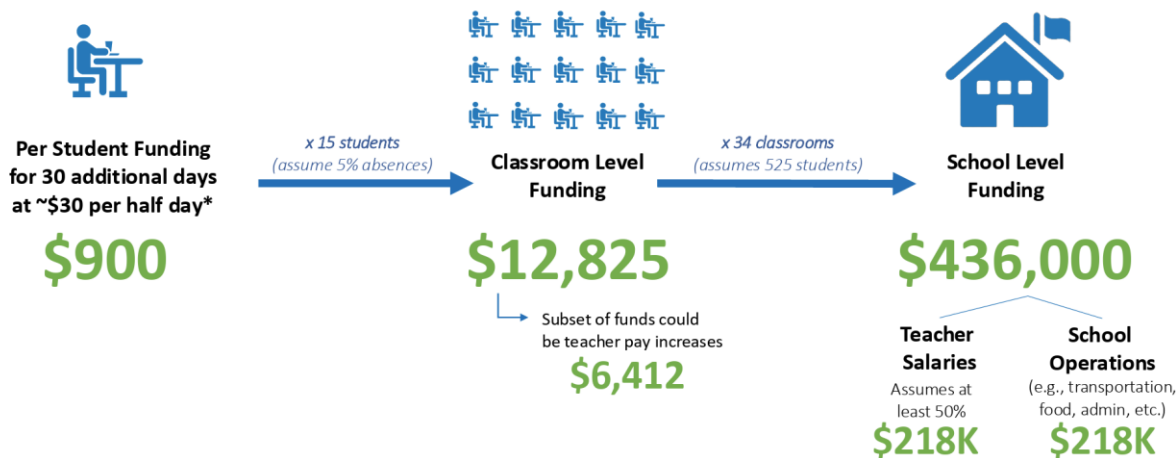 Per Student Funding
for 30 additional days
at ~$30 per half day*
$900
x 15 students
(assume 5% absences)
Classroom Level
Funding
$12,825
Subset of funds could
be teacher pay increases
$6,412
x 34 classrooms
(assumes 525 students)
School Level
Funding
$436,000
Teacher
Salaries
Assumes at
least 50%
$218K
School
Operations
(e.g., transportation,
food, admin, etc.)
$218K